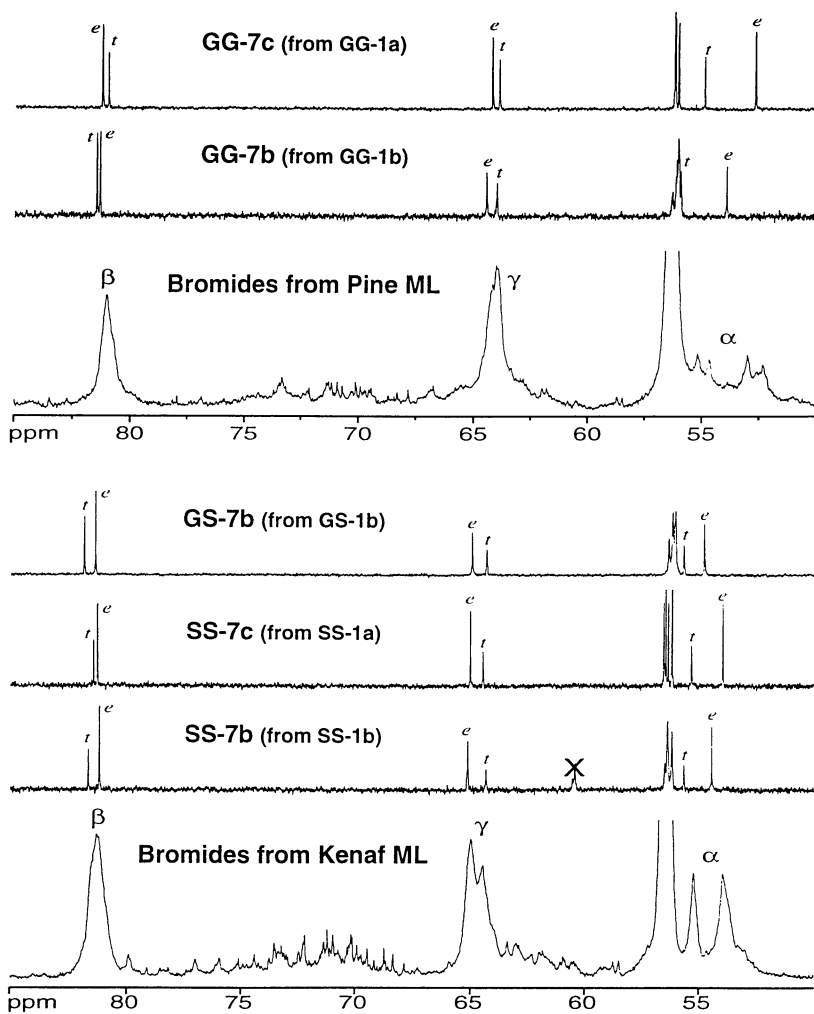 e t e t t e
GG-7c (from GG-1a)
t e e t t e
GG-7b (from GG-1b)
β γ α
Bromides from Pine ML
ppm 80 75 70 65 60 55
t e e t t e
GS-7b (from GS-1b)
t e e t t e
SS-7c (from SS-1a)
t e e t X t e
SS-7b (from SS-1b)
β γ α
Bromides from Kenaf ML
ppm 80 75 70 65 60 55